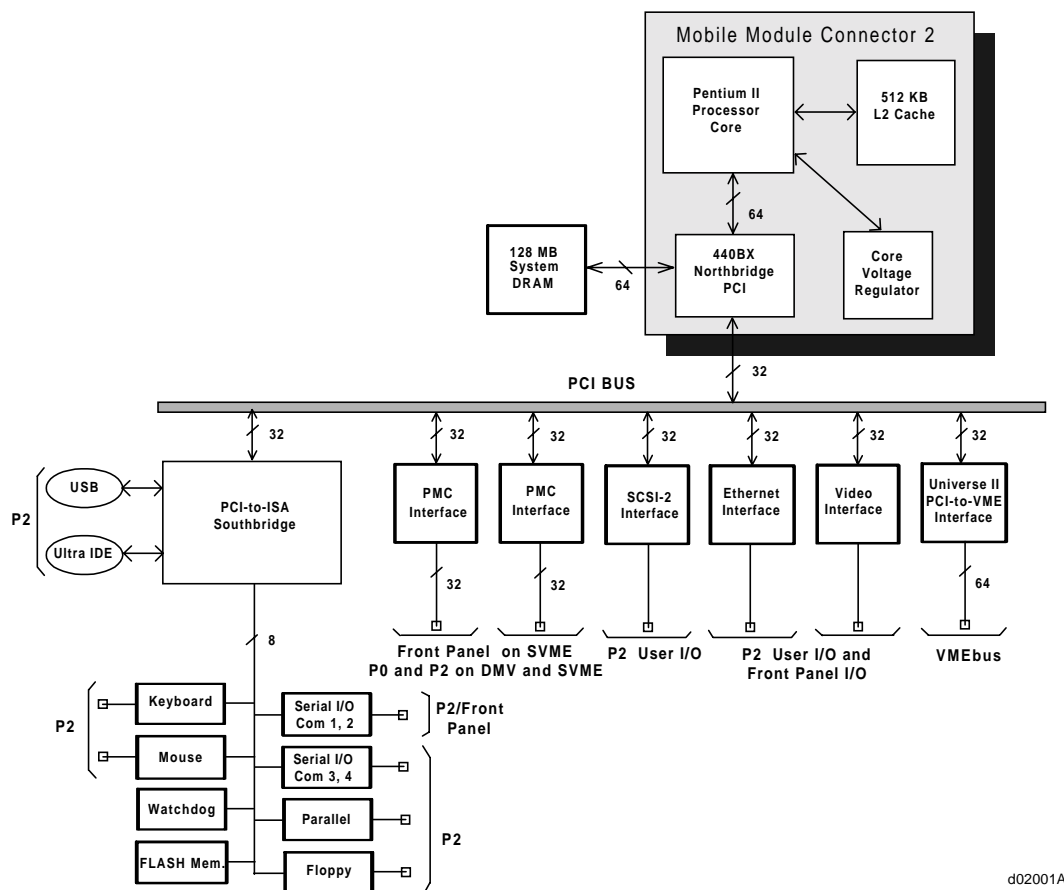 Mobile Module Connector 2
Pentium II
Processor
Core
512 KB
L2 Cache
64
128 MB
System
DRAM
64
440BX
Northbridge
PCI
Core
Voltage
Regulator
32
PCI BUS
32
32
32
32
32
32
32
P2
USB
Ultra IDE
PCI-to-ISA
Southbridge
PMC
Interface
PMC
Interface
SCSI-2
Interface
Ethernet
Interface
Video
Interface
Universe II
PCI-to-VME
Interface
32
32
64
8
Front Panel on SVME
P0 and P2 on DMV and SVME
P2 User I/O
P2 User I/O and
Front Panel I/O
VMEbus
P2
Keyboard
Mouse
Watchdog
FLASH Mem.
Serial I/O
Com 1, 2
P2/Front
Panel
Serial I/O
Com 3, 4
Parallel
Floppy
P2
d02001A